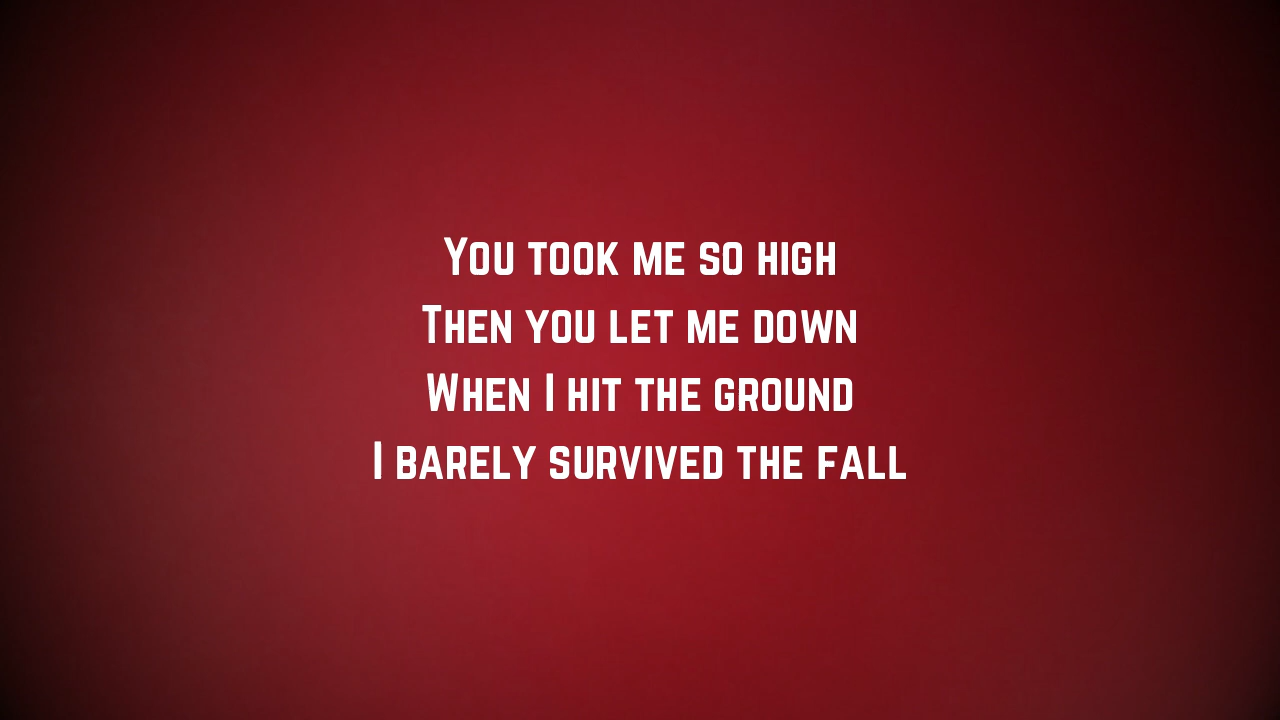 You took me so high
Then you let me down
When I hit the ground
I barely survived the fall